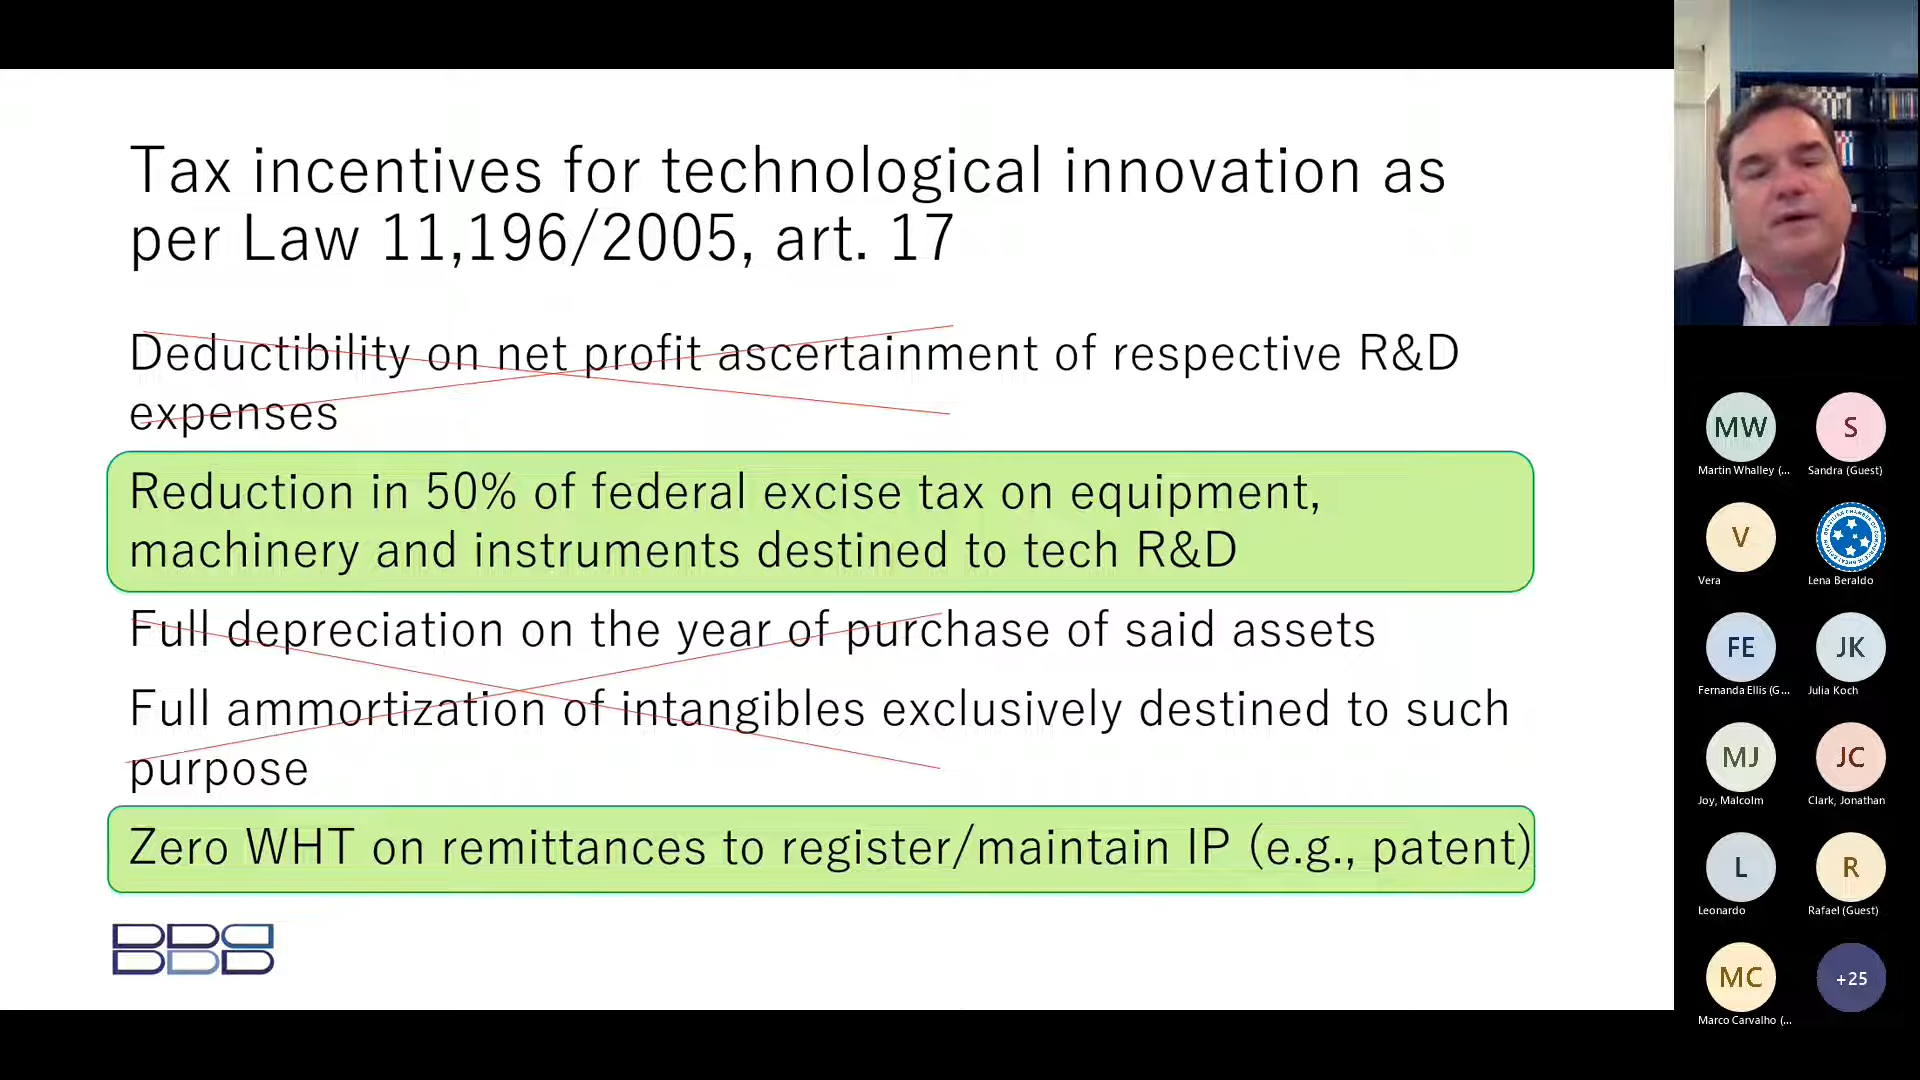 Tax incentives for technological innovation as
per Law 11,196/2005, art. 17
Deductibility on net profit ascertainment of respective R&D
expenses
Reduction in 50% of federal excise tax on equipment,
machinery and instruments destined to tech R&D
Full depreciation on the year of purchase of said assets
Full ammortization of intangibles exclusively destined to such
purpose
Zero WHT on remittances to register/maintain IP (e.g., patent)
MW
Martin Whalley (...
S
Sandra (Guest)
V
Vera
Lena Beraldo
FE
Fernanda Ellis (G...
JK
Julia Koch
MJ
Joy, Malcolm
JC
Clark, Jonathan
L
Leonardo
R
Rafael (Guest)
MC
Marco Carvalho (...
+25